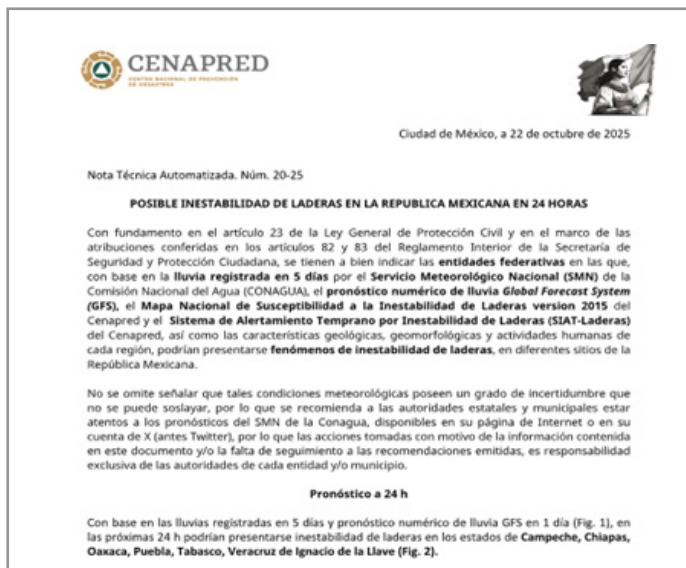 CENAPRED
CENTRO NACIONAL DE PREVENCIÓN
DE DESASTRES
Ciudad de México, a 22 de octubre de 2025
Nota Técnica Automatizada. Núm. 20-25
POSIBLE INESTABILIDAD DE LADERAS EN LA REPUBLICA MEXICANA EN 24 HORAS
Con fundamento en el artículo 23 de la Ley General de Protección Civil y en el marco de las
atribuciones conferidas en los artículos 82 y 83 del Reglamento Interior de la Secretaría de
Seguridad y Protección Ciudadana, se tienen a bien indicar las entidades federativas en las que,
con base en la lluvia registrada en 5 días por el Servicio Meteorológico Nacional (SMN) de la
Comisión Nacional del Agua (CONAGUA), el pronóstico numérico de lluvia Global Forecast System
(GFS), el Mapa Nacional de Susceptibilidad a la Inestabilidad de Laderas version 2015 del
Cenapred y el Sistema de Alertamiento Temprano por Inestabilidad de Laderas (SIAT-Laderas)
del Cenapred, así como las características geológicas, geomorfológicas y actividades humanas de
cada región, podrían presentarse fenómenos de inestabilidad de laderas, en diferentes sitios de la
República Mexicana.
No se omite señalar que tales condiciones meteorológicas poseen un grado de incertidumbre que
no se puede soslayar, por lo que se recomienda a las autoridades estatales y municipales estar
atentos a los pronósticos del SMN de la Conagua, disponibles en su página de Internet o en su
cuenta de X (antes Twitter), por lo que las acciones tomadas con motivo de la información contenida
en este documento y/o la falta de seguimiento a las recomendaciones emitidas, es responsabilidad
exclusiva de las autoridades de cada entidad y/o municipio.
Pronóstico a 24 h
Con base en las lluvias registradas en 5 días y pronóstico numérico de lluvia GFS en 1 día (Fig. 1), en
las próximas 24 h podrían presentarse inestabilidad de laderas en los estados de Campeche, Chiapas,
Oaxaca, Puebla, Tabasco, Veracruz de Ignacio de la Llave (Fig. 2).